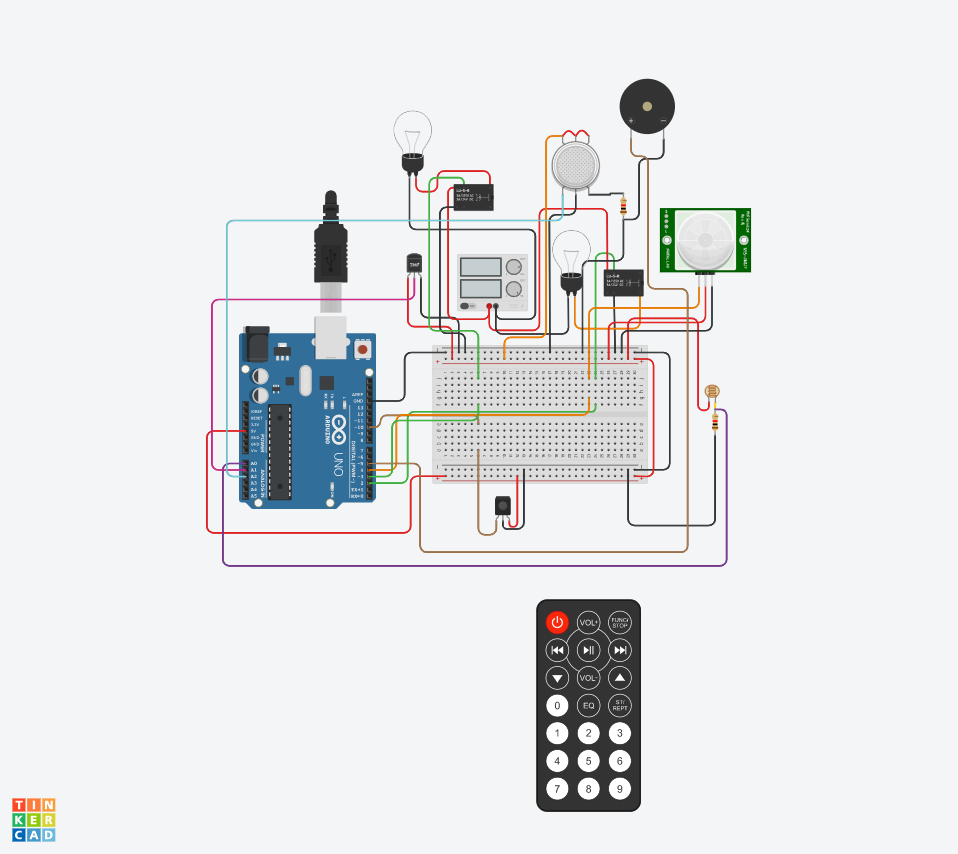 TMP
AREF
GND
13
12
~11
~10
~9
8
7
~6
~5
4
~3
2
TX→1
RX←0
DIGITAL (PWM~)
IOREF
RESET
3.3V
5V
GND
GND
Vin
POWER
A0
A1
A2
A3
A4
A5
ANALOG IN
ARDUINO
UNO
VOL+
FUNC/
STOP
VOL-
0
EQ
ST/
REPT
1
2
3
4
5
6
7
8
9
TIN
KER
CAD